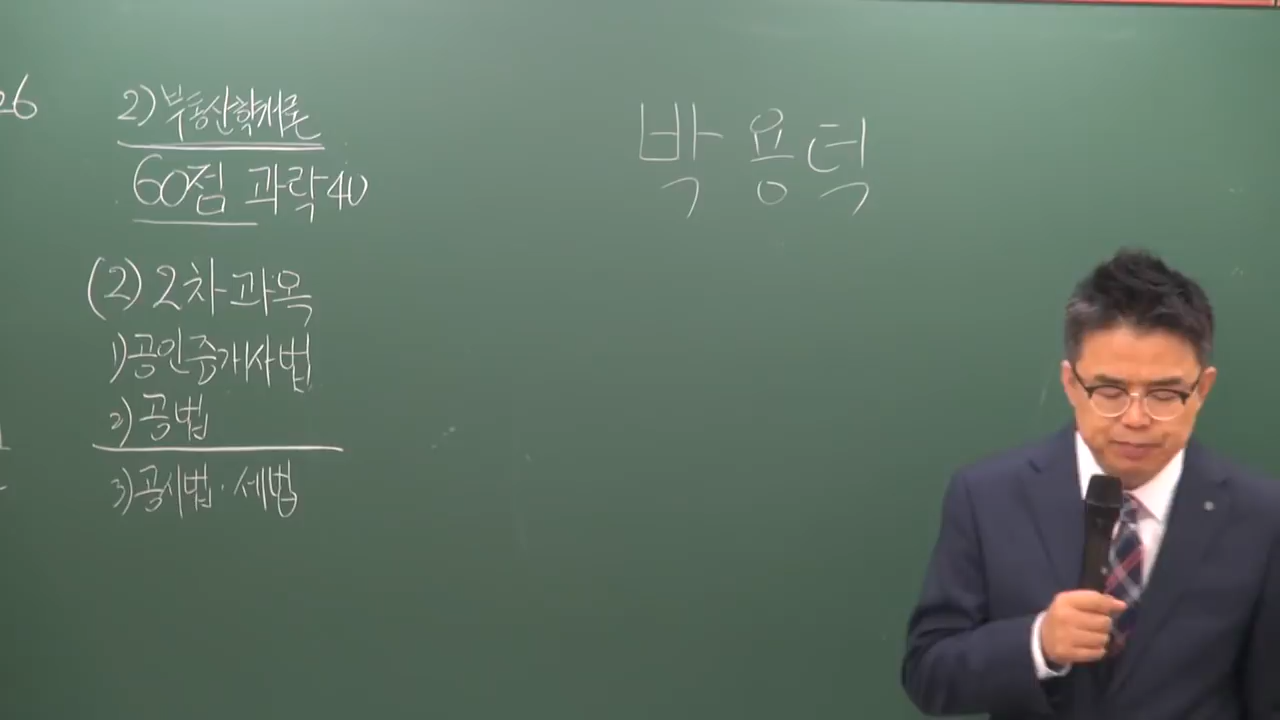 26
2) 부동산학개론
60점 과락 40
(2) 2차 과목
1) 공인중개사법
2) 공법
3) 공시법 · 세법
박용덕